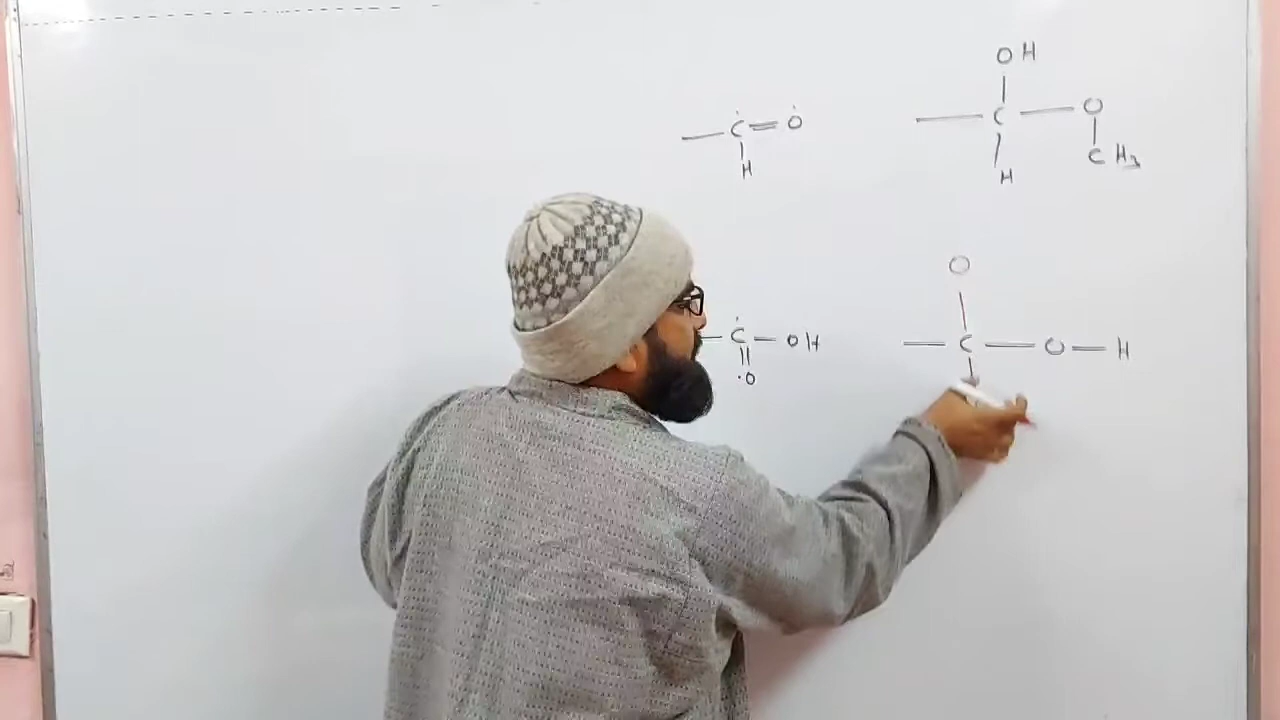 OH
— C = O
— C — O
H
CH3
H
O
— C — OH
— C — O — H
O